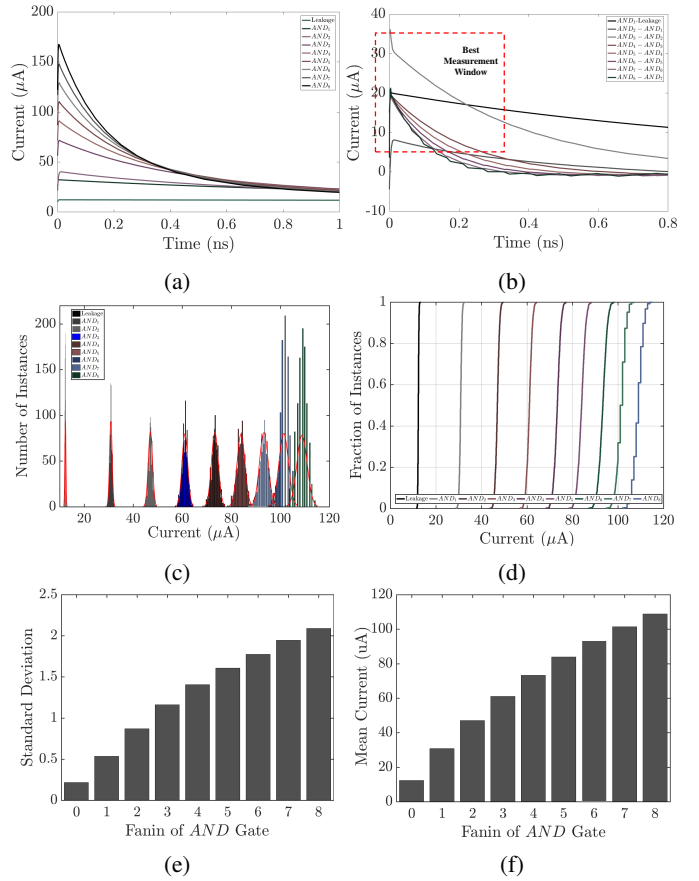 200
150
100
50
0
Current (μA)
0
0.2
0.4
0.6
0.8
1
Time (ns)
Leakage
AND₁
AND₂
AND₃
AND₄
AND₅
AND₆
AND₇
AND₈
(a)
40
30
20
10
0
-10
Current (μA)
0
0.2
0.4
0.6
0.8
Time (ns)
Best
Measurement
Window
AND₁-Leakage
AND₂ − AND₁
AND₃ − AND₂
AND₄ − AND₃
AND₅ − AND₄
AND₆ − AND₅
AND₇ − AND₆
AND₈ − AND₇
(b)
200
150
100
50
0
Number of Instances
20
40
60
80
100
120
Current (μA)
Leakage
AND₁
AND₂
AND₃
AND₄
AND₅
AND₆
AND₇
AND₈
(c)
1
0.8
0.6
0.4
0.2
0
Fraction of Instances
0
20
40
60
80
100
120
Current (μA)
Leakage AND₁ AND₂ AND₃ AND₄ AND₅ AND₆ AND₇ AND₈
(d)
2.5
2
1.5
1
0.5
0
Standard Deviation
0 1 2 3 4 5 6 7 8
Fanin of AND Gate
(e)
120
100
80
60
40
20
0
Mean Current (uA)
0 1 2 3 4 5 6 7 8
Fanin of AND Gate
(f)